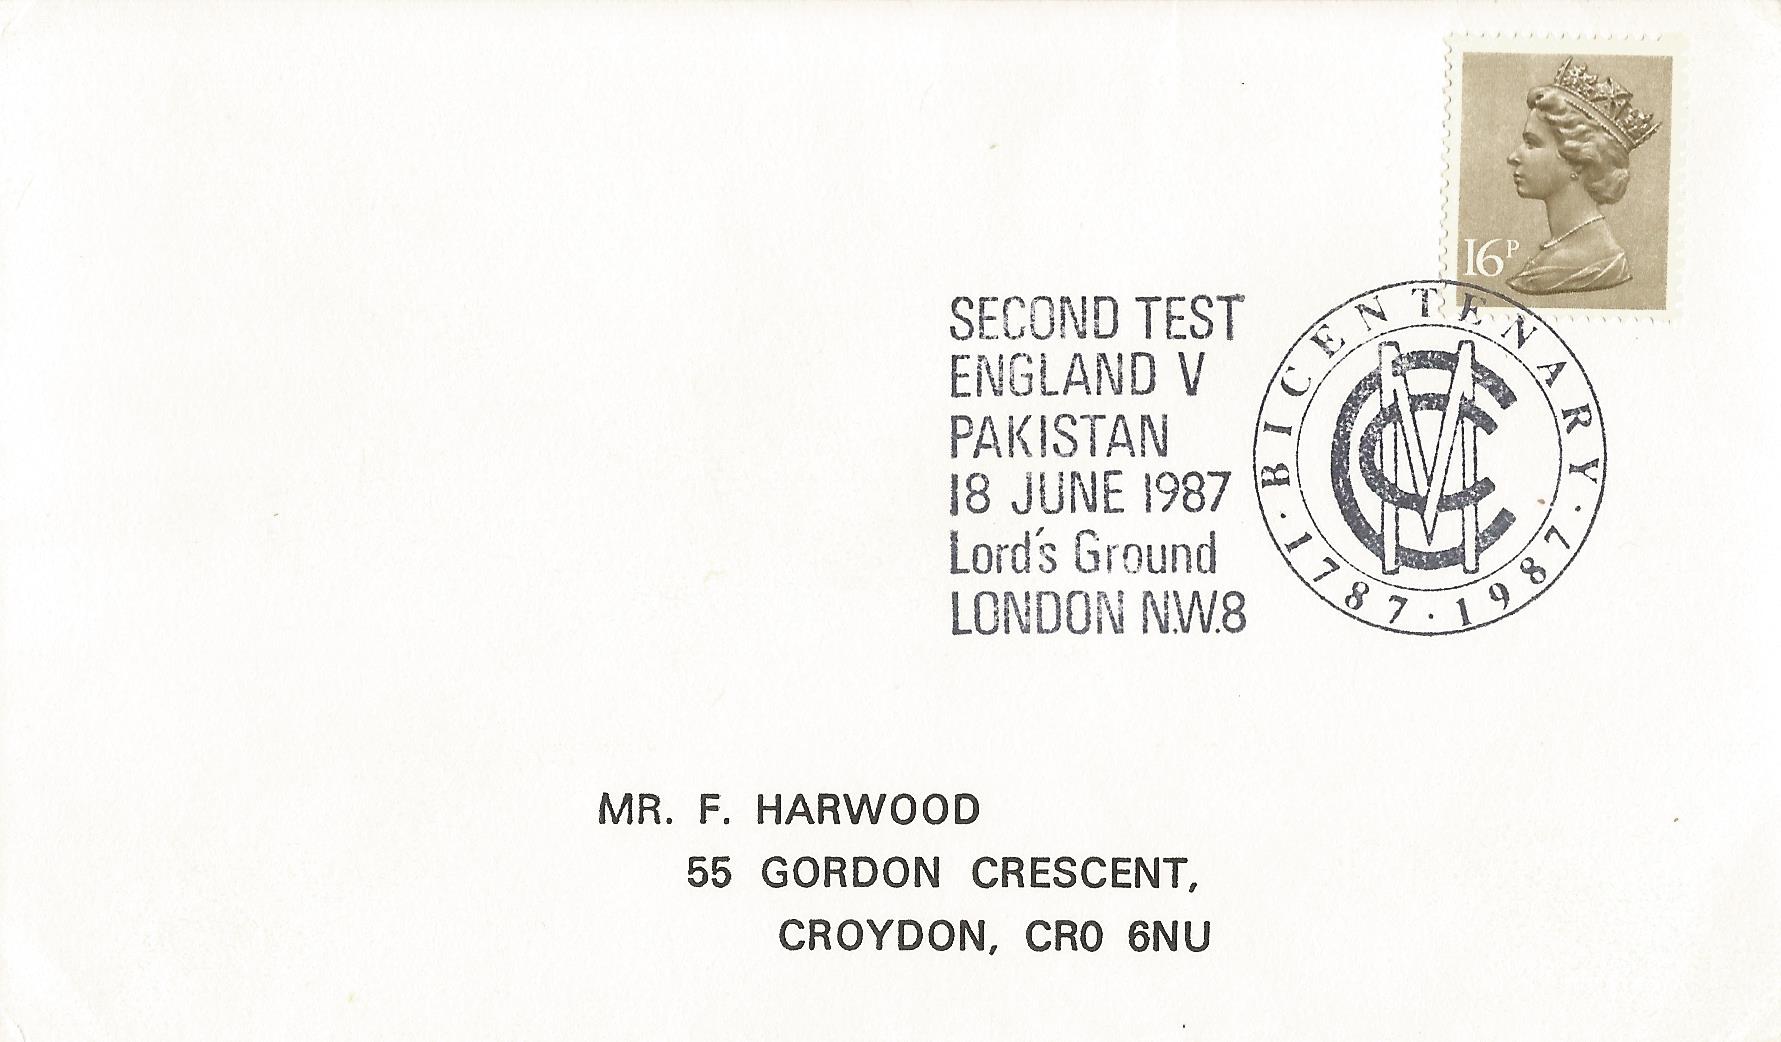 16P
SECOND TEST
ENGLAND V
PAKISTAN
18 JUNE 1987
Lord's Ground
LONDON N.W.8
BICENTENARY
· 1787 · 1987 ·
MCC
MR. F. HARWOOD
55 GORDON CRESCENT,
CROYDON, CR0 6NU